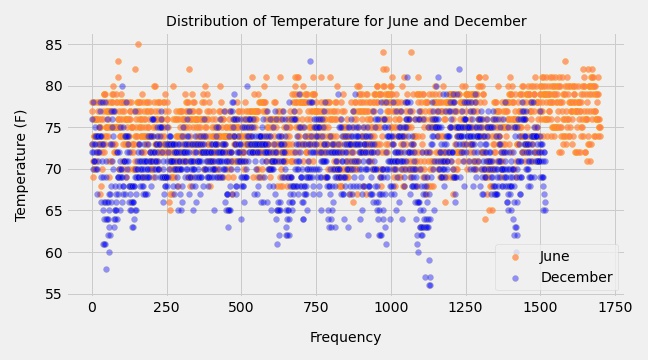 Distribution of Temperature for June and December
85
80
75
70
65
60
55
Temperature (F)
0 250 500 750 1000 1250 1500 1750
Frequency
June
December